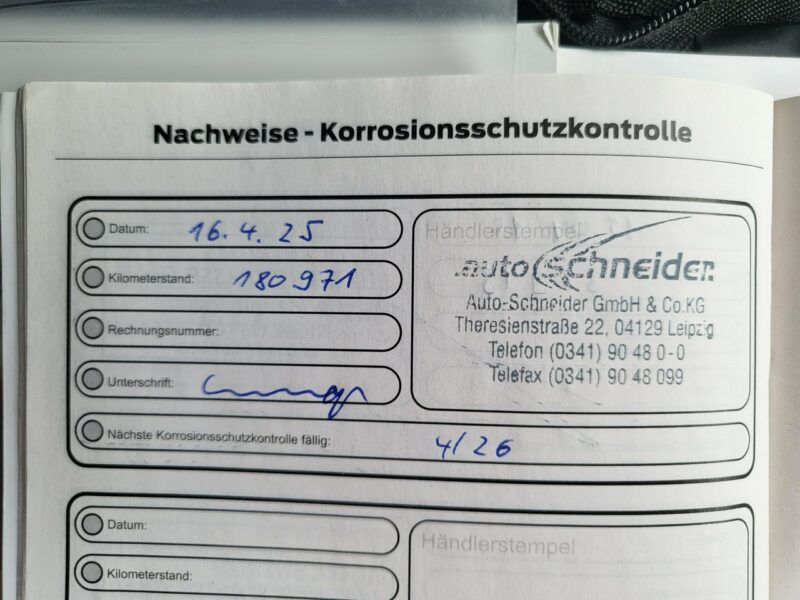 Nachweise - Korrosionsschutzkontrolle
Datum: 16. 4. 25
Kilometerstand: 180 971
Rechnungsnummer:
Unterschrift:
Händlerstempel
auto schneider
Auto-Schneider GmbH & Co.KG
Theresienstraße 22, 04129 Leipzig
Telefon (0341) 90 48 0-0
Telefax (0341) 90 48 099
Nächste Korrosionsschutzkontrolle fällig: 4/26
Datum:
Kilometerstand:
Händlerstempel